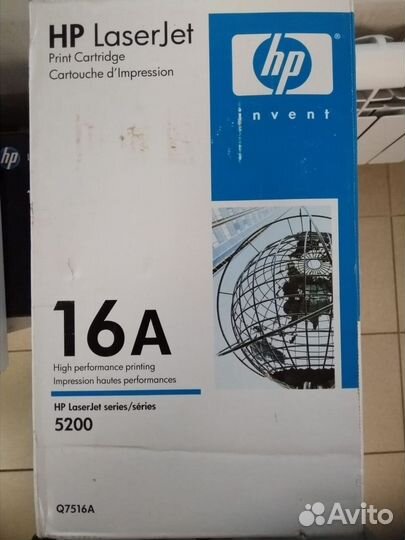 HP LaserJet
Print Cartridge
Cartouche d'Impression
hp
invent
hp
16A
High performance printing
Impression hautes performances
HP LaserJet series/séries
5200
Q7516A
Avito